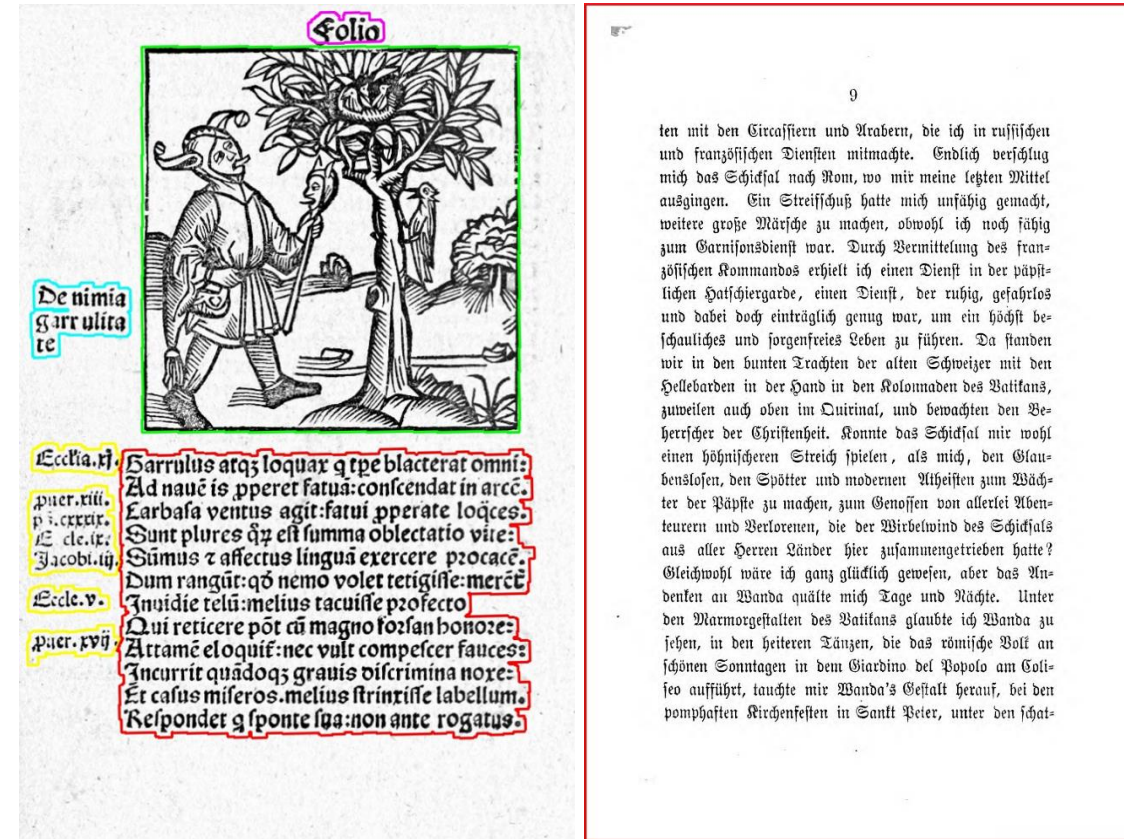 Folio
De nimia
garrulita
te
Eccľia.xj.
ꝓuer.xiii.
Jacobi.iij.
Eccle.v.
ꝓuer. xvij.
Garrulus atqꝫ loquax q tꝑe blacterat omni:
Ad nauē is ꝓperet fatuā: conſcendat in arcē.
Carbaſa ventus agit: fatui ꝓperate loq̃ces.
Sunt plures q̃ꝝ eſt ſumma oblectatio vite:
Sūmus ⁊ affectus linguā exercere procacē.
Dum rangūt: qð nemo volet tetigiſſe: mercē
Inuidie telū: melius tacuiſſe profecto
Qui reticere põt cū magno forſan honore:
Attamē eloquit̃: nec vult compeſcer fauces:
Incurrit quādoqꝫ grauis diſcrimina noxe:
Et caſus miſeros. melius ſtrinxiſſe labellum.
Reſpondet q ſponte ſua: non ante rogatus.
9
ten mit den Circaſſiern und Arabern, die ich in ruſſiſchen
und franzöſiſchen Dienſten mitmachte. Endlich verſchlug
mich das Schickſal nach Rom, wo mir meine letzten Mittel
ausgingen. Ein Streifſchuß hatte mich unfähig gemacht,
weitere große Märſche zu machen, obwohl ich noch fähig
zum Garniſonsdienſt war. Durch Vermittelung des fran-
zöſiſchen Kommandos erhielt ich einen Dienſt in der päpſt-
lichen Hatſchiergarde, einen Dienſt, der ruhig, gefahrlos
und dabei doch einträglich genug war, um ein höchſt be-
ſchauliches und ſorgenfreies Leben zu führen. Da ſtanden
wir in den bunten Trachten der alten Schweizer mit den
Hellebarden in der Hand in den Kolonnaden des Vatikans,
zuweilen auch oben im Quirinal, und bewachten den Be-
herrſcher der Chriſtenheit. Konnte das Schickſal mir wohl
einen höhniſcheren Streich ſpielen, als mich, den Glau-
bensloſen, den Spötter und modernen Atheiſten zum Wäch-
ter der Päpſte zu machen, zum Genoſſen von allerlei Aben-
teurern und Verlorenen, die der Wirbelwind des Schickſals
aus aller Herren Länder hier zuſammengetrieben hatte?
Gleichwohl wäre ich ganz glücklich geweſen, aber das An-
denken an Wanda quälte mich Tage und Nächte. Unter
den Marmorgeſtalten des Vatikans glaubte ich Wanda zu
ſehen, in den heiteren Tänzen, die das römiſche Volk an
ſchönen Sonntagen in dem Giardino del Popolo am Coli-
ſeo aufführt, tauchte mir Wanda's Geſtalt herauf, bei den
pomphaften Kirchenfeſten in Sankt Peter, unter den ſchat-